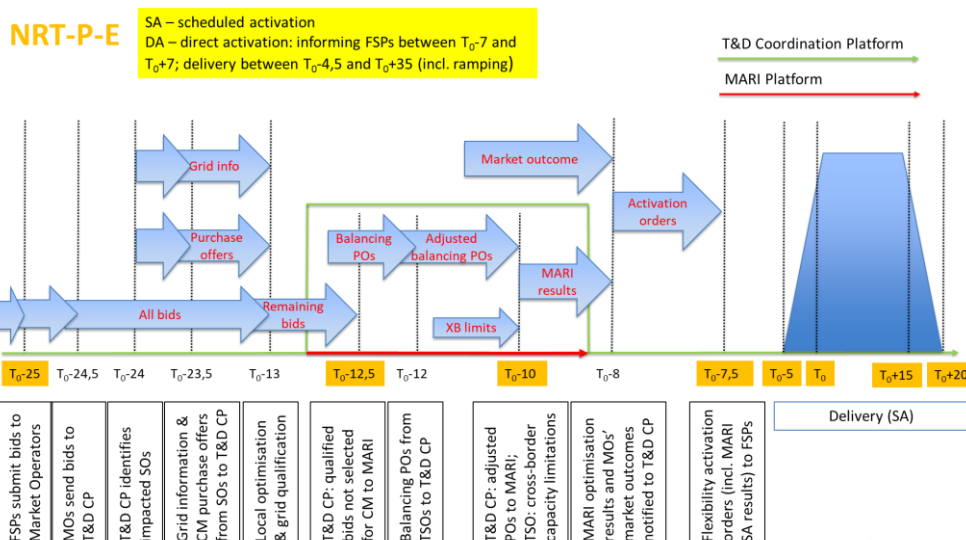 NRT-P-E
SA – scheduled activation
DA – direct activation: informing FSPs between T0-7 and
T0+7; delivery between T0-4,5 and T0+35 (incl. ramping)
T&D Coordination Platform
MARI Platform
Grid info
Market outcome
Activation
orders
Purchase
offers
Balancing
POs
Adjusted
balancing POs
MARI
results
All bids
Remaining
bids
XB limits
T0-25
T0-24,5
T0-24
T0-23,5
T0-13
T0-12,5
T0-12
T0-10
T0-8
T0-7,5
T0-5
T0
T0+15
T0+20
FSPs submit bids to
Market Operators
MOs send bids to
T&D CP
T&D CP identifies
impacted SOs
Grid information &
CM purchase offers
from SOs to T&D CP
Local optimisation
& grid qualification
T&D CP: qualified
bids not selected
for CM to MARI
Balancing POs from
TSOs to T&D CP
T&D CP: adjusted
POs to MARI;
TSO: cross-border
capacity limitations
MARI optimisation
results and MOs'
market outcomes
notified to T&D CP
Flexibility activation
orders (incl. MARI
SA results) to FSPs
Delivery (SA)